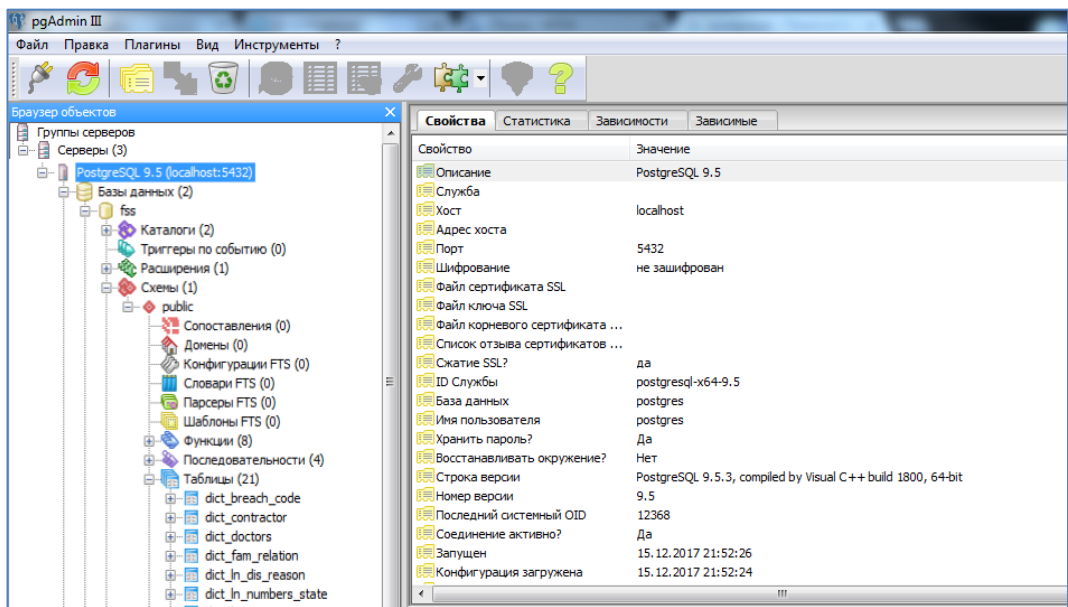 pgAdmin III
Файл Правка Плагины Вид Инструменты ?
Браузер объектов
Группы серверов
Серверы (3)
PostgreSQL 9.5 (localhost:5432)
Базы данных (2)
fss
Каталоги (2)
Триггеры по событию (0)
Расширения (1)
Схемы (1)
public
Сопоставления (0)
Домены (0)
Конфигурации FTS (0)
Словари FTS (0)
Парсеры FTS (0)
Шаблоны FTS (0)
Функции (8)
Последовательности (4)
Таблицы (21)
dict_breach_code
dict_contractor
dict_doctors
dict_fam_relation
dict_ln_dis_reason
dict_ln_numbers_state
Свойства Статистика Зависимости Зависимые
Свойство Значение
Описание PostgreSQL 9.5
Служба
Хост localhost
Адрес хоста
Порт 5432
Шифрование не зашифрован
Файл сертификата SSL
Файл ключа SSL
Файл корневого сертификата ...
Список отзыва сертификатов ...
Сжатие SSL? да
ID Службы postgresql-x64-9.5
База данных postgres
Имя пользователя postgres
Хранить пароль? Да
Восстанавливать окружение? Нет
Строка версии PostgreSQL 9.5.3, compiled by Visual C++ build 1800, 64-bit
Номер версии 9.5
Последний системный OID 12368
Соединение активно? Да
Запущен 15.12.2017 21:52:26
Конфигурация загружена 15.12.2017 21:52:24